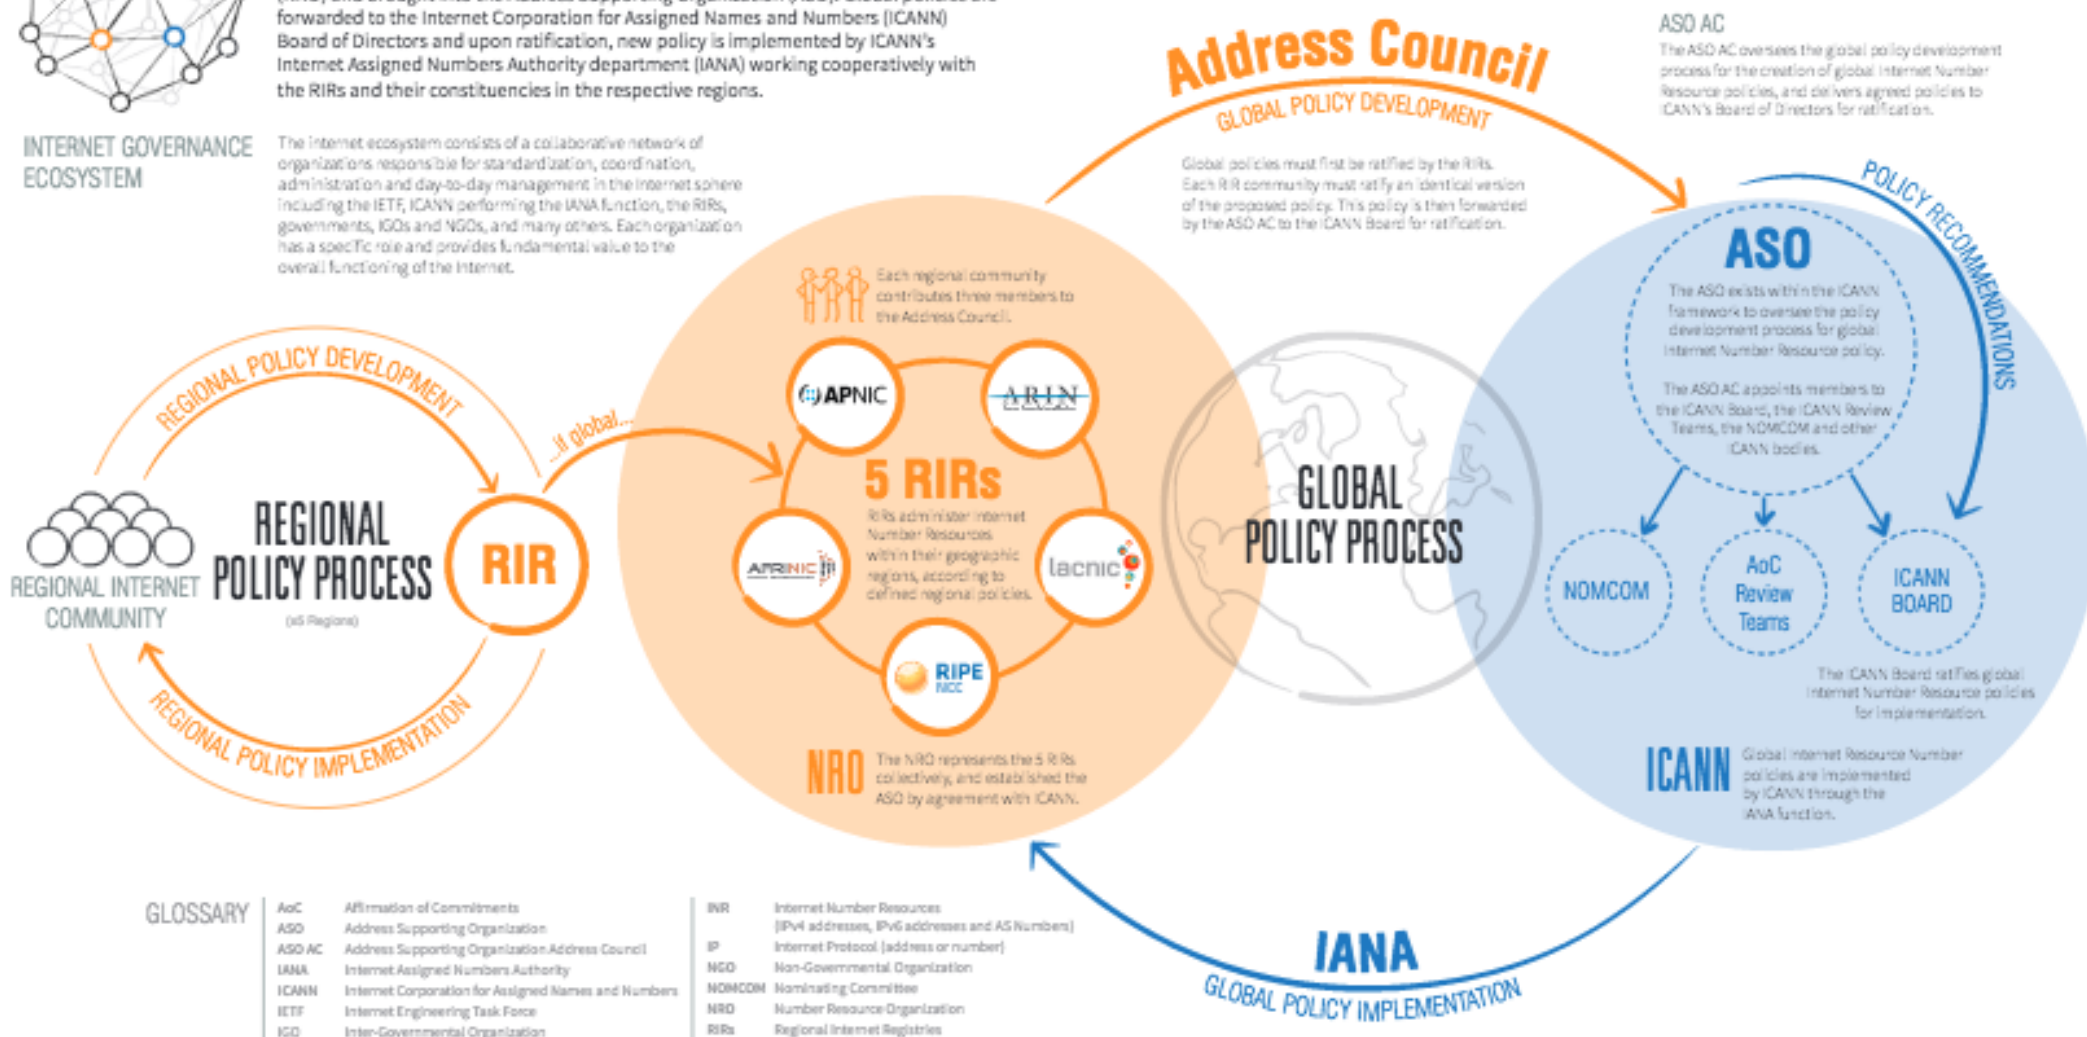 forwarded to the Internet Corporation for Assigned Names and Numbers (ICANN)
Board of Directors and upon ratification, new policy is implemented by ICANN's
Internet Assigned Numbers Authority department (IANA) working cooperatively with
the RIRs and their constituencies in the respective regions.
INTERNET GOVERNANCE
ECOSYSTEM
The internet ecosystem consists of a collaborative network of
organizations responsible for standardization, coordination,
administration and day-to-day management in the Internet sphere
including the IETF, ICANN performing the IANA function, the RIRs,
governments, IGOs and NGOs, and many others. Each organization
has a specific role and provides fundamental value to the
overall functioning of the Internet.
Address Council
GLOBAL POLICY DEVELOPMENT
Global policies must first be ratified by the RIRs.
Each RIR community must ratify an identical version
of the proposed policy. This policy is then forwarded
by the ASO AC to the ICANN Board for ratification.
ASO AC
The ASO AC oversees the global policy development
process for the creation of global Internet Number
Resource policies, and delivers agreed policies to
ICANN's Board of Directors for ratification.
REGIONAL POLICY DEVELOPMENT
REGIONAL INTERNET
COMMUNITY
REGIONAL
POLICY PROCESS
(x5 Regions)
RIR
REGIONAL POLICY IMPLEMENTATION
...if global...
Each regional community
contributes three members to
the Address Council.
APNIC
ARIN
5 RIRs
RIRs administer Internet
Number Resources
within their geographic
regions, according to
defined regional policies.
AFRINIC
lacnic
RIPE
NCC
NRO
The NRO represents the 5 RIRs
collectively, and established the
ASO by agreement with ICANN.
GLOBAL
POLICY PROCESS
POLICY RECOMMENDATIONS
ASO
The ASO exists within the ICANN
framework to oversee the policy
development process for global
Internet Number Resource policy.
The ASO AC appoints members to
the ICANN Board, the ICANN Review
Teams, the NOMCOM and other
ICANN bodies.
NOMCOM
AoC
Review
Teams
ICANN
BOARD
The ICANN Board ratifies global
Internet Number Resource policies
for implementation.
ICANN
Global Internet Resource Number
policies are implemented
by ICANN through the
IANA function.
IANA
GLOBAL POLICY IMPLEMENTATION
GLOSSARY
AoC Affirmation of Commitments
ASO Address Supporting Organization
ASO AC Address Supporting Organization Address Council
IANA Internet Assigned Numbers Authority
ICANN Internet Corporation for Assigned Names and Numbers
IETF Internet Engineering Task Force
IGO Inter-Governmental Organization
INR Internet Number Resources
(IPv4 addresses, IPv6 addresses and AS Numbers)
IP Internet Protocol (address or number)
NGO Non-Governmental Organization
NOMCOM Nominating Committee
NRO Number Resource Organization
RIRs Regional Internet Registries